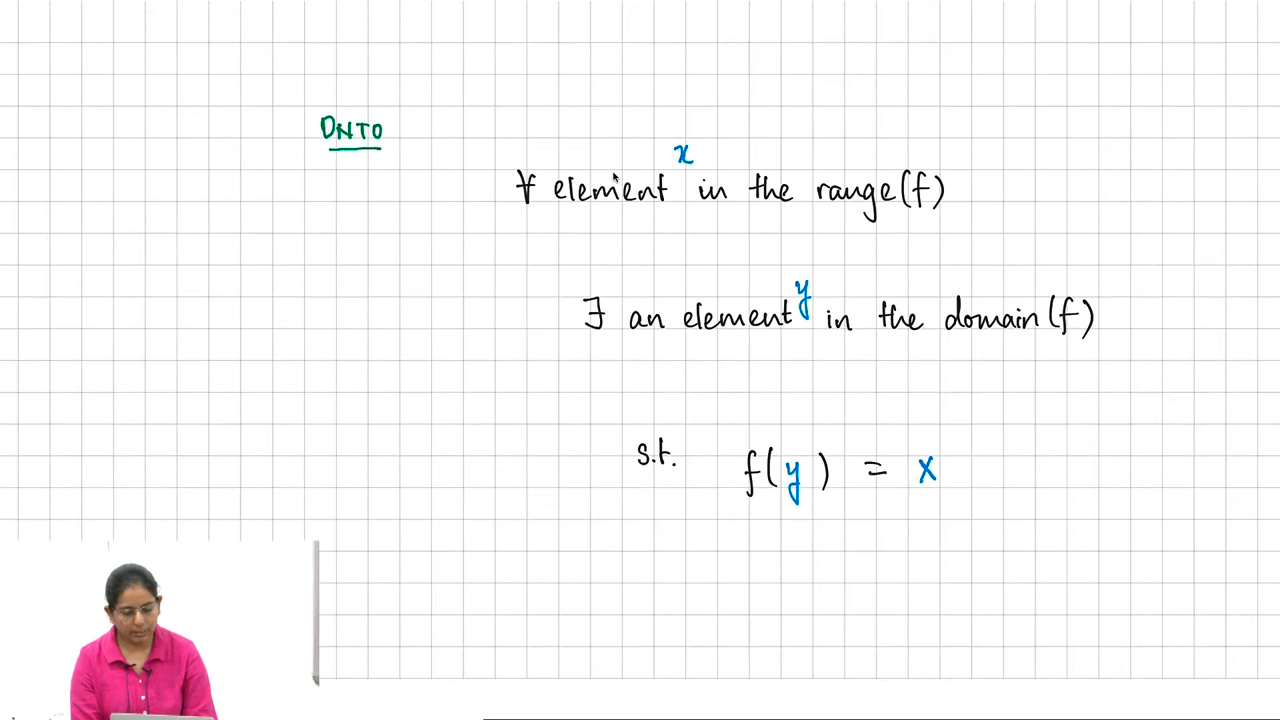 ONTO
x
∀ element in the range(f)
∃ an element y in the domain(f)
s.t. f(y) = x